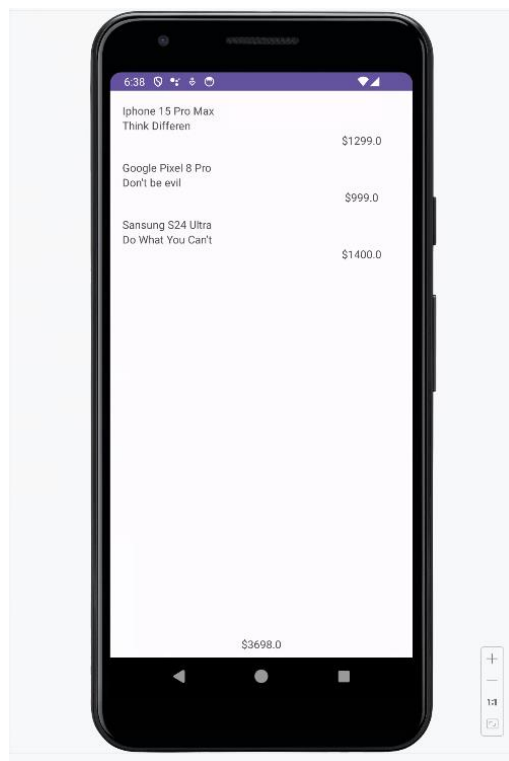 6:38
Iphone 15 Pro Max
Think Differen
$1299.0
Google Pixel 8 Pro
Don't be evil
$999.0
Sansung S24 Ultra
Do What You Can't
$1400.0
$3698.0
1:1